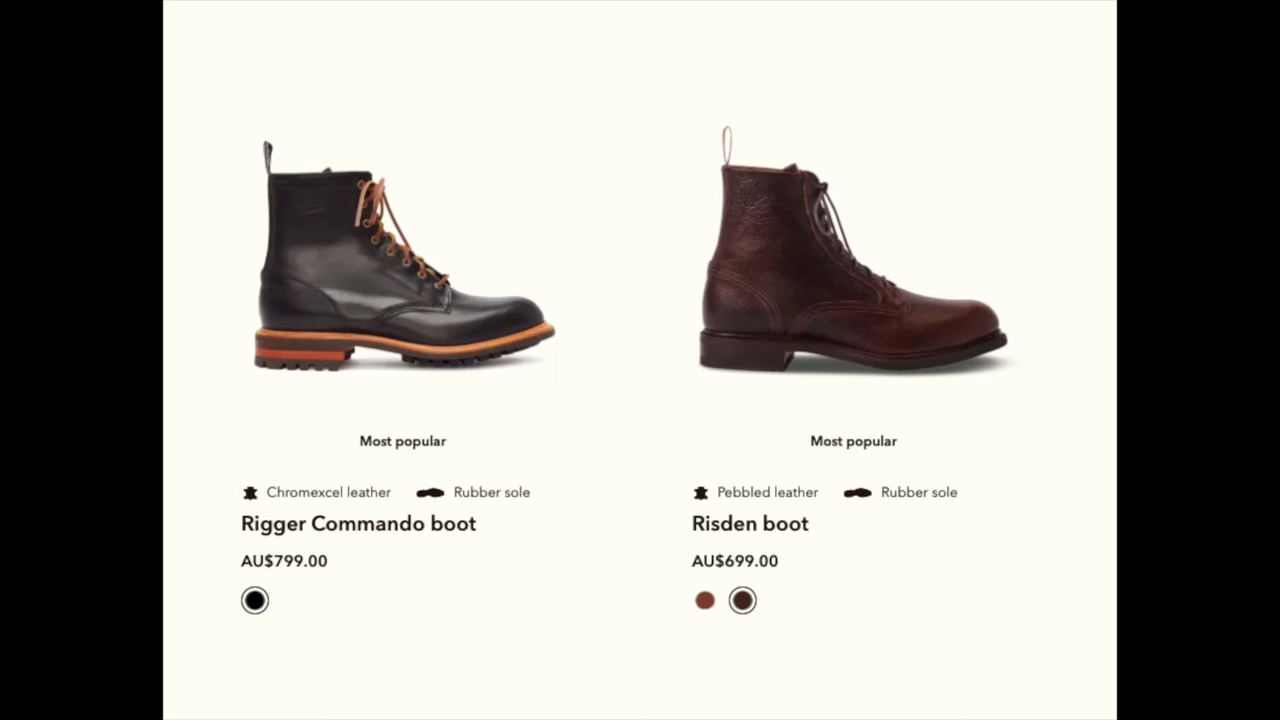 Most popular
Chromexcel leather Rubber sole
Rigger Commando boot
AU$799.00
Most popular
Pebbled leather Rubber sole
Risden boot
AU$699.00